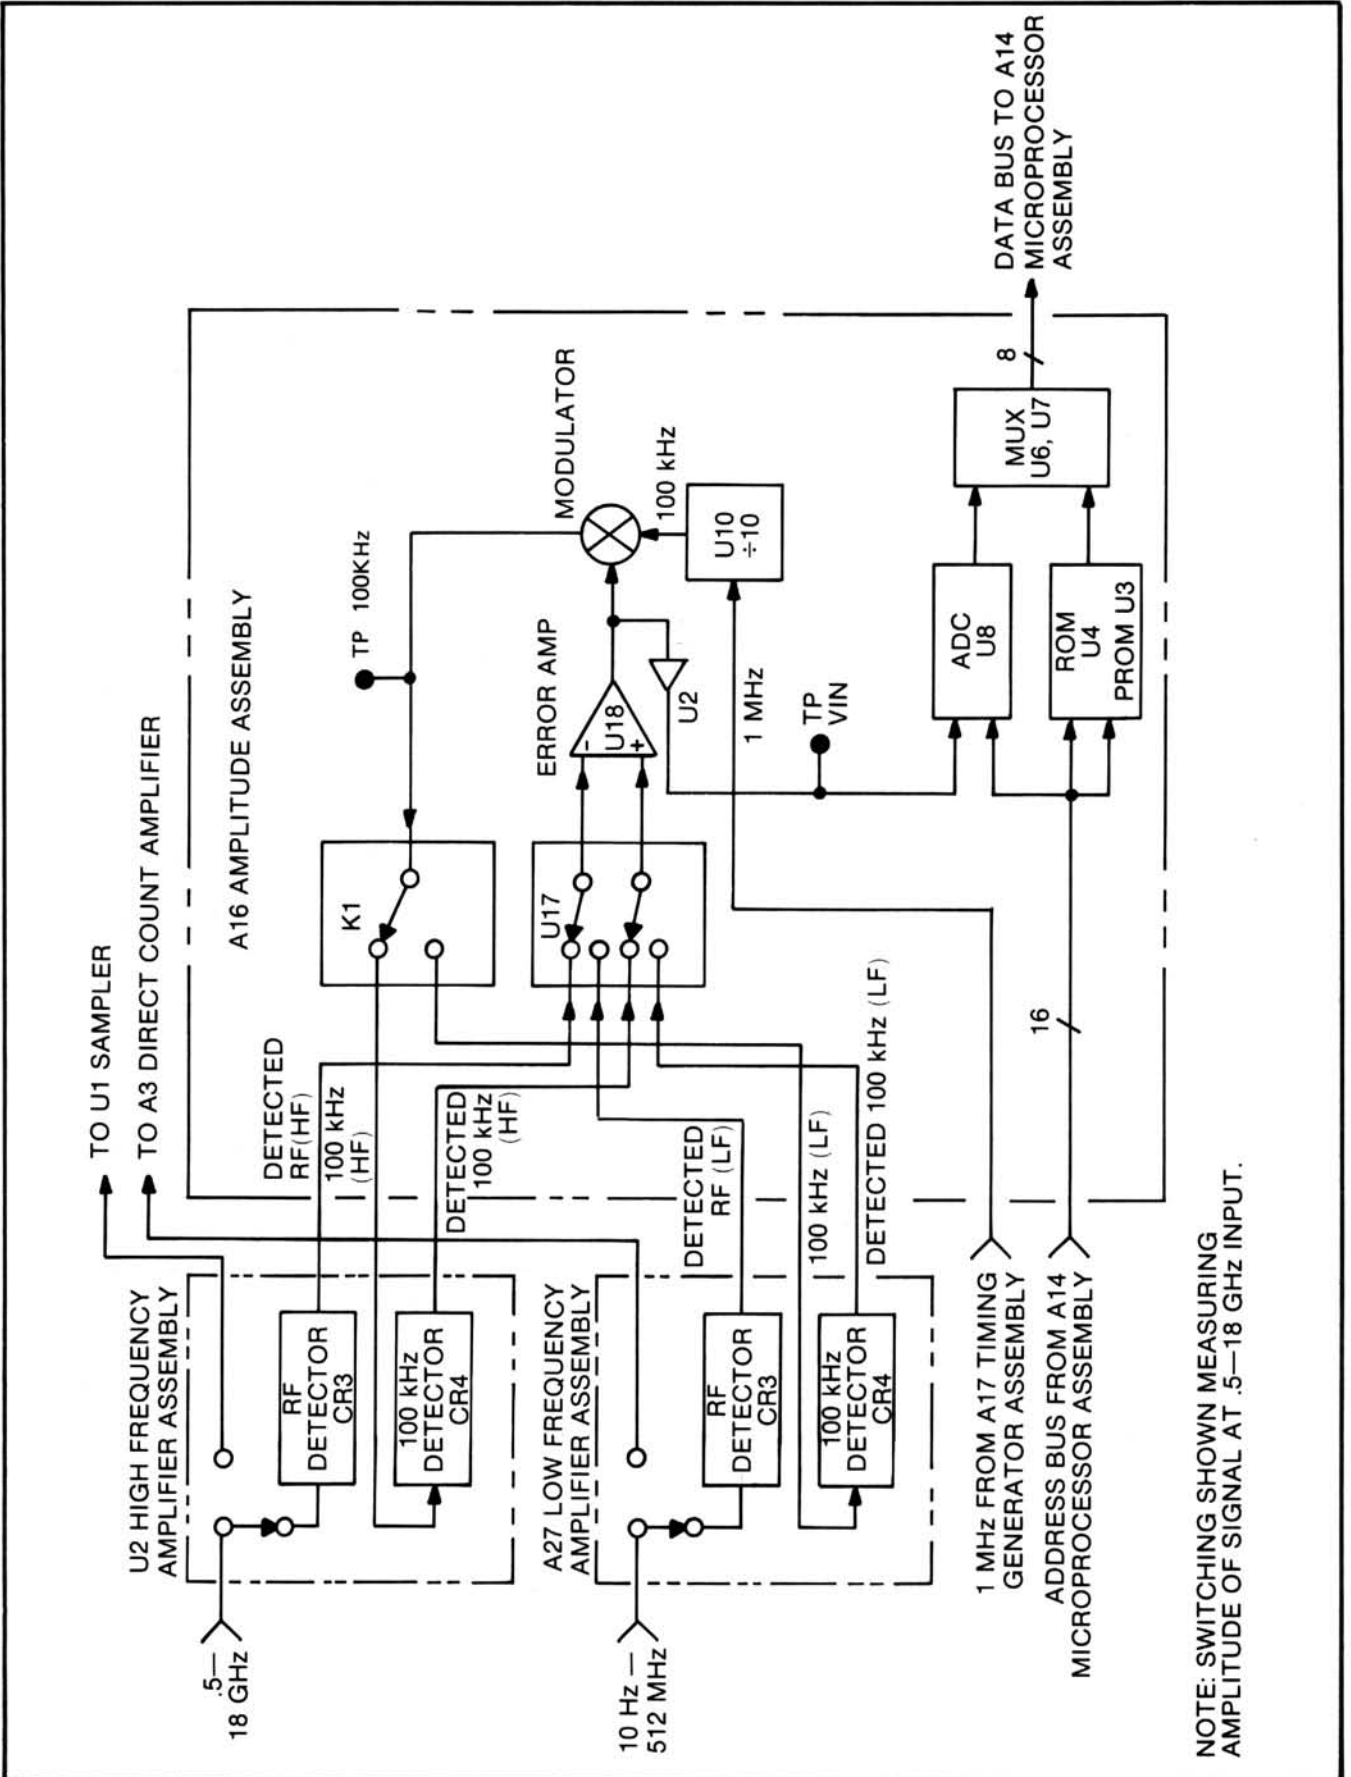 TO U1 SAMPLER
TO A3 DIRECT COUNT AMPLIFIER
U2 HIGH FREQUENCY
AMPLIFIER ASSEMBLY
.5—
18 GHz
RF
DETECTOR
CR3
100 kHz
DETECTOR
CR4
DETECTED
RF(HF)
100 kHz
(HF)
DETECTED
100 kHz
(HF)
A16 AMPLITUDE ASSEMBLY
K1
TP 100KHz
U17
ERROR AMP
-
U18
+
U2
MODULATOR
100 kHz
U10
÷10
1 MHz
TP
VIN
A27 LOW FREQUENCY
AMPLIFIER ASSEMBLY
10 Hz —
512 MHz
RF
DETECTOR
CR3
100 kHz
DETECTOR
CR4
DETECTED
RF (LF)
100 kHz (LF)
DETECTED 100 kHz (LF)
ADC
U8
ROM
U4
PROM U3
MUX
U6, U7
8
DATA BUS TO A14
MICROPROCESSOR
ASSEMBLY
16
1 MHz FROM A17 TIMING
GENERATOR ASSEMBLY
ADDRESS BUS FROM A14
MICROPROCESSOR ASSEMBLY
NOTE: SWITCHING SHOWN MEASURING
AMPLITUDE OF SIGNAL AT .5—18 GHz INPUT.